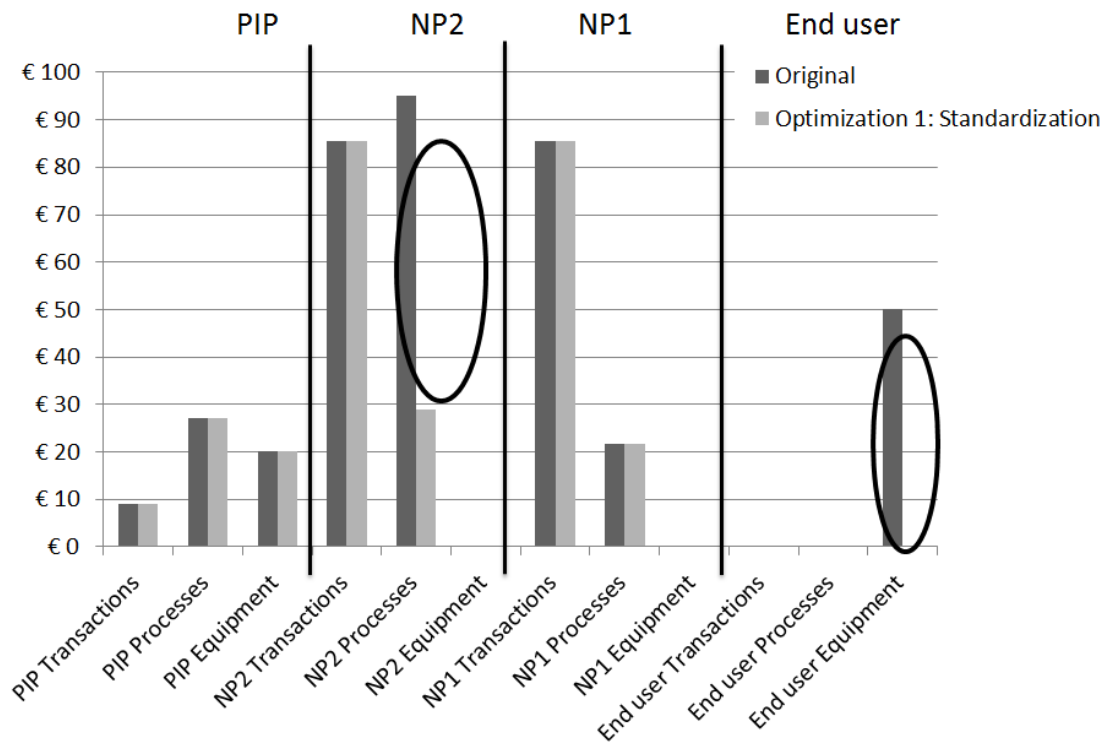 PIP NP2 NP1 End user
€ 100
€ 90
€ 80
€ 70
€ 60
€ 50
€ 40
€ 30
€ 20
€ 10
€ 0
Original
Optimization 1: Standardization
PIP Transactions
PIP Processes
PIP Equipment
NP2 Transactions
NP2 Processes
NP2 Equipment
NP1 Transactions
NP1 Processes
NP1 Equipment
End user Transactions
End user Processes
End user Equipment